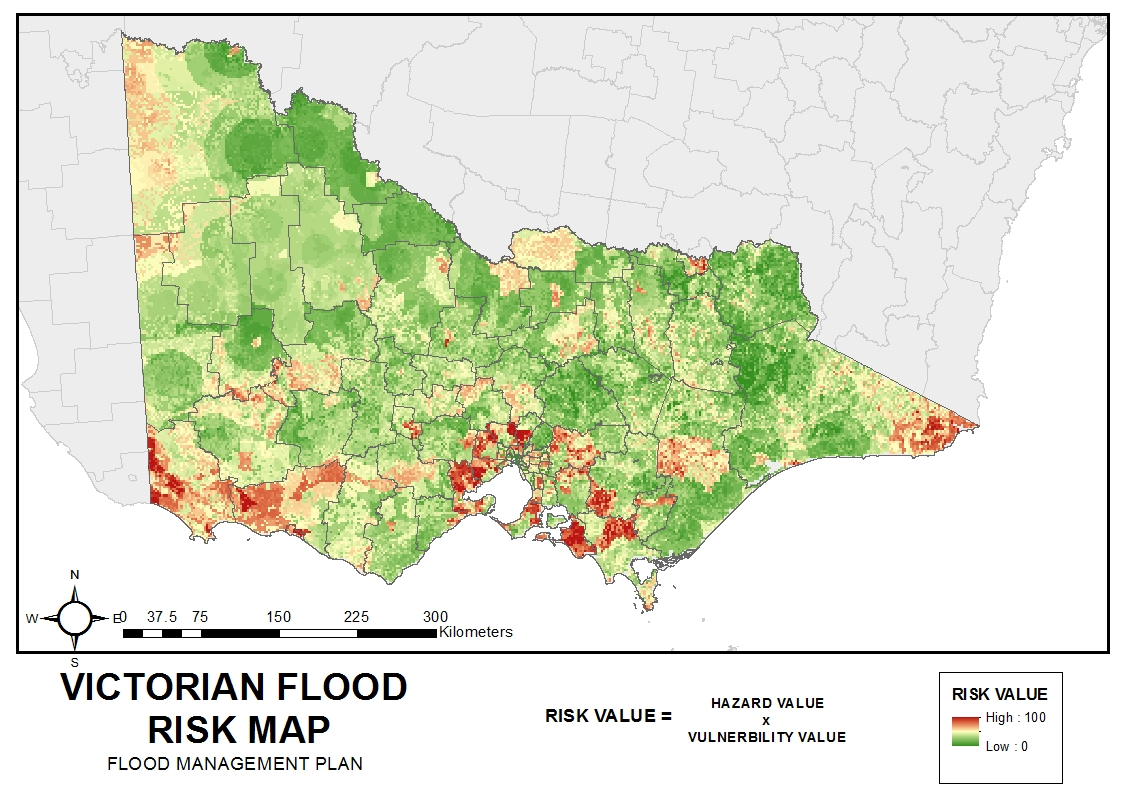 N
W
E
S
0 37.5 75 150 225 300
Kilometers
VICTORIAN FLOOD
RISK MAP
FLOOD MANAGEMENT PLAN
RISK VALUE =
HAZARD VALUE
x
VULNERBILITY VALUE
RISK VALUE
High : 100
Low : 0